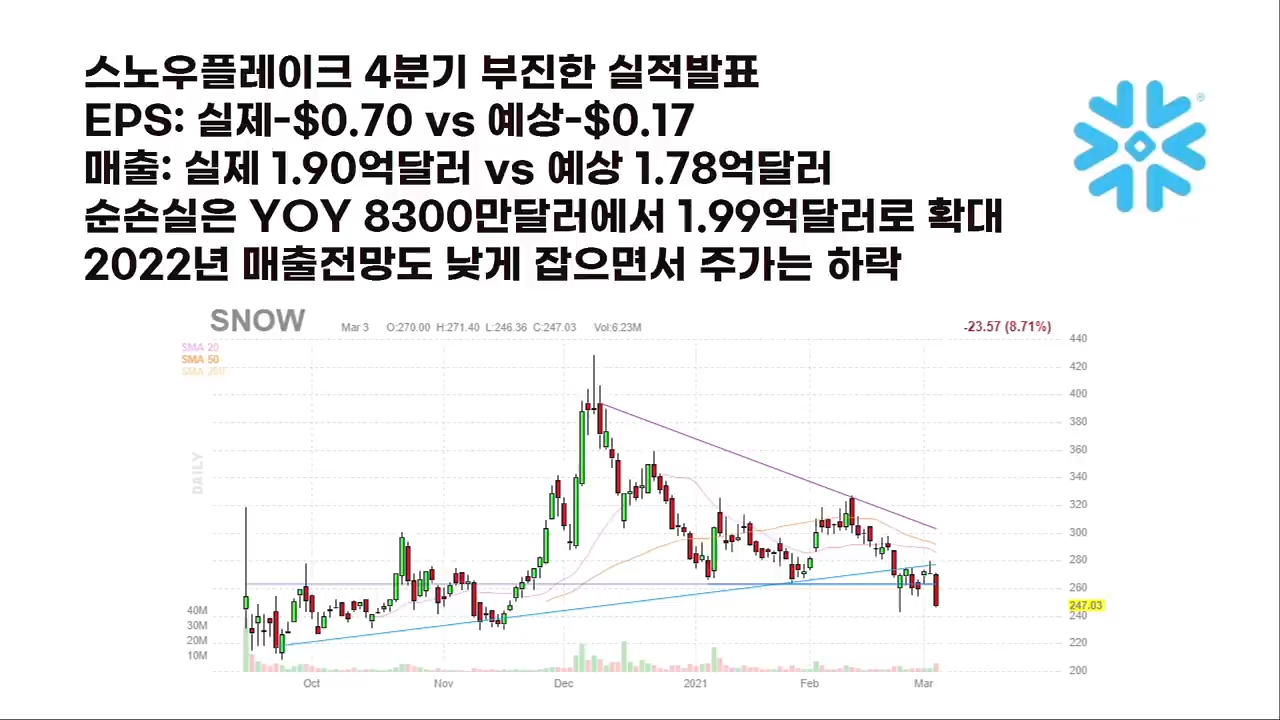 스노우플레이크 4분기 부진한 실적발표
EPS: 실제-$0.70 vs 예상-$0.17
매출: 실제 1.90억달러 vs 예상 1.78억달러
순손실은 YOY 8300만달러에서 1.99억달러로 확대
2022년 매출전망도 낮게 잡으면서 주가는 하락
SNOW Mar 3 O:270.00 H:271.40 L:246.36 C:247.03 Vol:6.23M -23.57 (8.71%)
SMA 20
SMA 50
SMA 200
DAILY
440
420
400
380
360
340
320
300
280
260
247.03
240
220
200
40M
30M
20M
10M
Oct Nov Dec 2021 Feb Mar